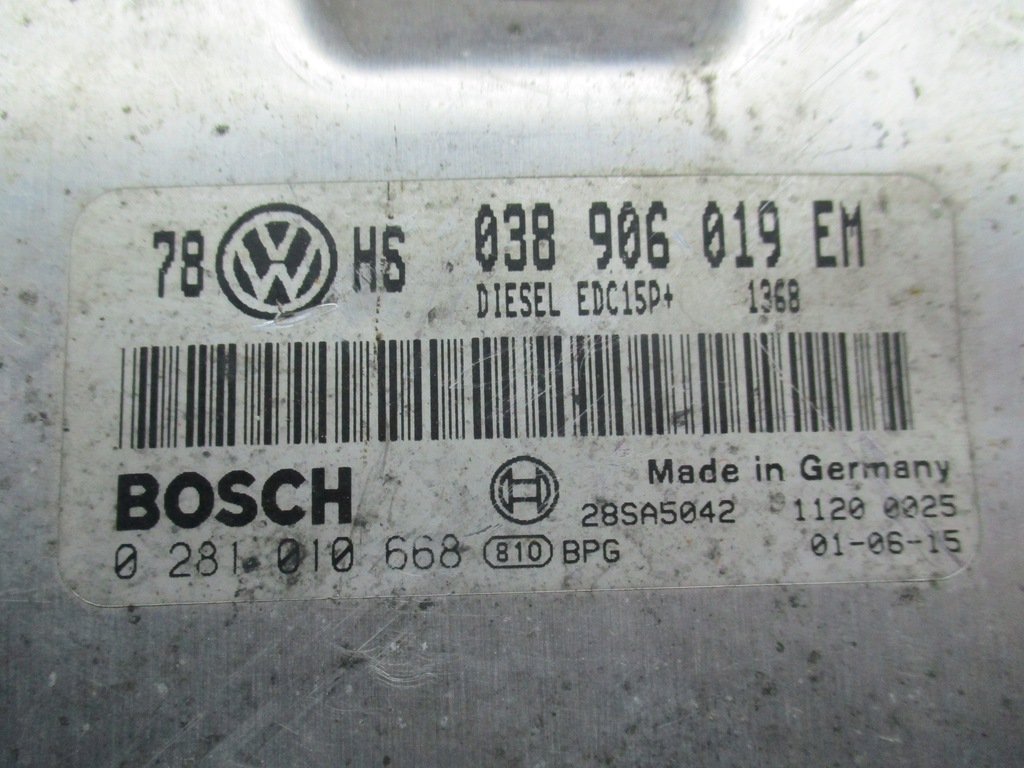 78 VW HS 038 906 019 EM
DIESEL EDC15P+ 1368
BOSCH Made in Germany
28SA5042 1120 0025
0 281 010 668 810 BPG 01-06-15